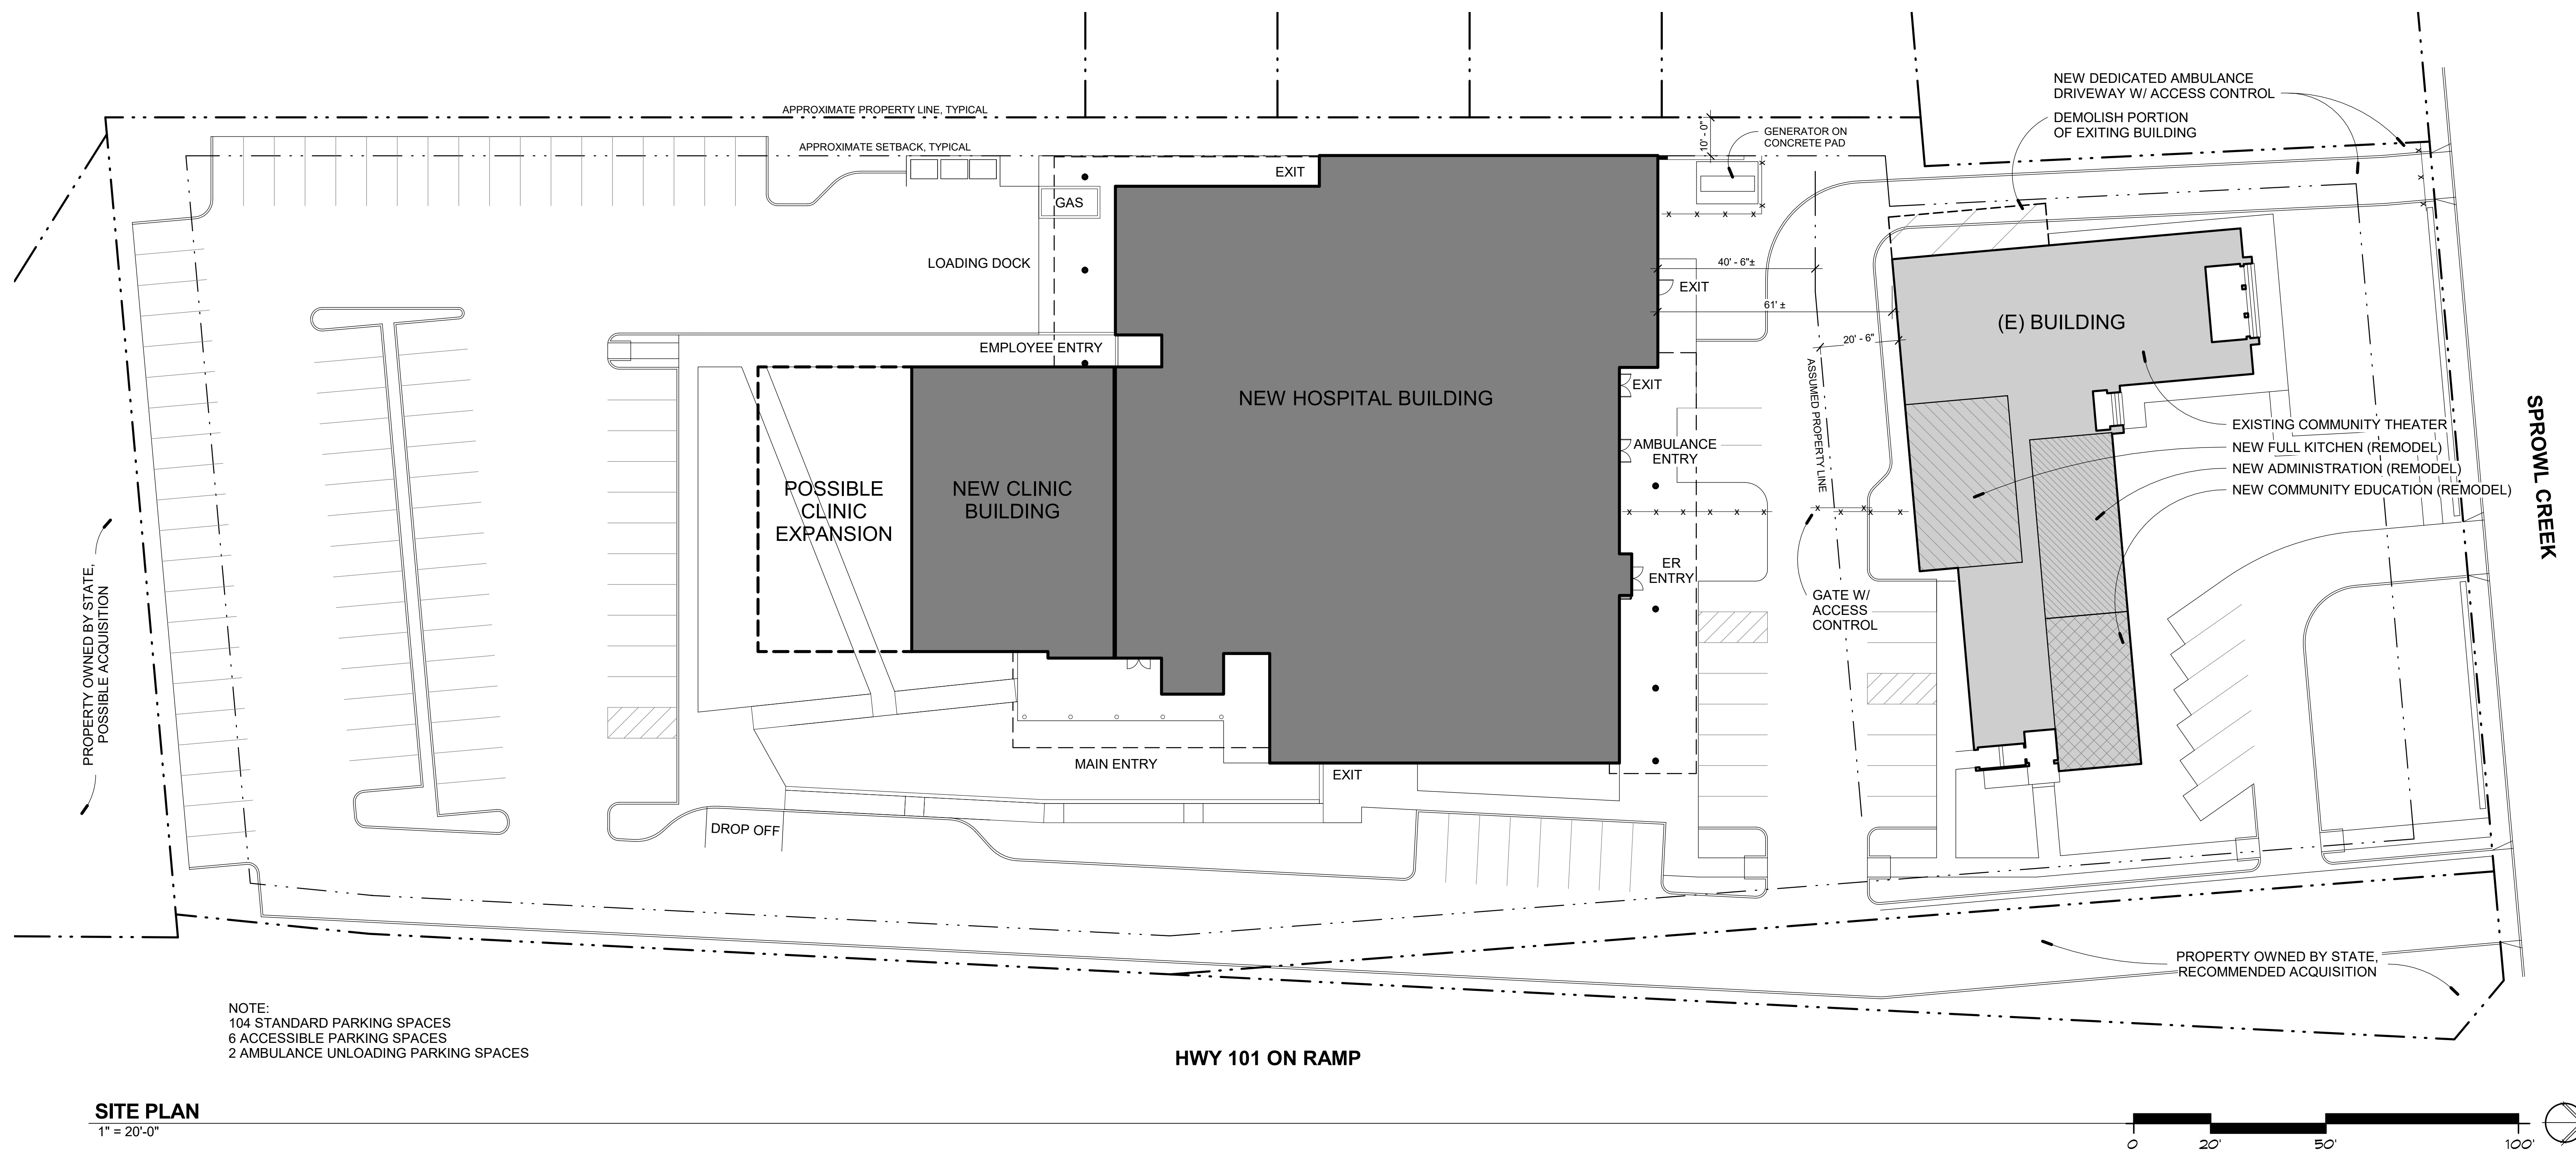 NEW DEDICATED AMBULANCE
DRIVEWAY W/ ACCESS CONTROL
DEMOLISH PORTION
OF EXITING BUILDING
APPROXIMATE PROPERTY LINE, TYPICAL
APPROXIMATE SETBACK, TYPICAL
10' - 0"
GENERATOR ON
CONCRETE PAD
EXIT
GAS
LOADING DOCK
40' - 6"±
EXIT
61' ±
20' - 6"
(E) BUILDING
EMPLOYEE ENTRY
ASSUMED PROPERTY LINE
EXIT
NEW HOSPITAL BUILDING
SPROWL CREEK
EXISTING COMMUNITY THEATER
NEW FULL KITCHEN (REMODEL)
NEW ADMINISTRATION (REMODEL)
NEW COMMUNITY EDUCATION (REMODEL)
AMBULANCE
ENTRY
POSSIBLE
CLINIC
EXPANSION
NEW CLINIC
BUILDING
ER
ENTRY
GATE W/
ACCESS
CONTROL
PROPERTY OWNED BY STATE,
POSSIBLE ACQUISITION
MAIN ENTRY
EXIT
DROP OFF
PROPERTY OWNED BY STATE,
RECOMMENDED ACQUISITION
NOTE:
104 STANDARD PARKING SPACES
6 ACCESSIBLE PARKING SPACES
2 AMBULANCE UNLOADING PARKING SPACES
HWY 101 ON RAMP
SITE PLAN
1" = 20'-0"
0 20' 50' 100'